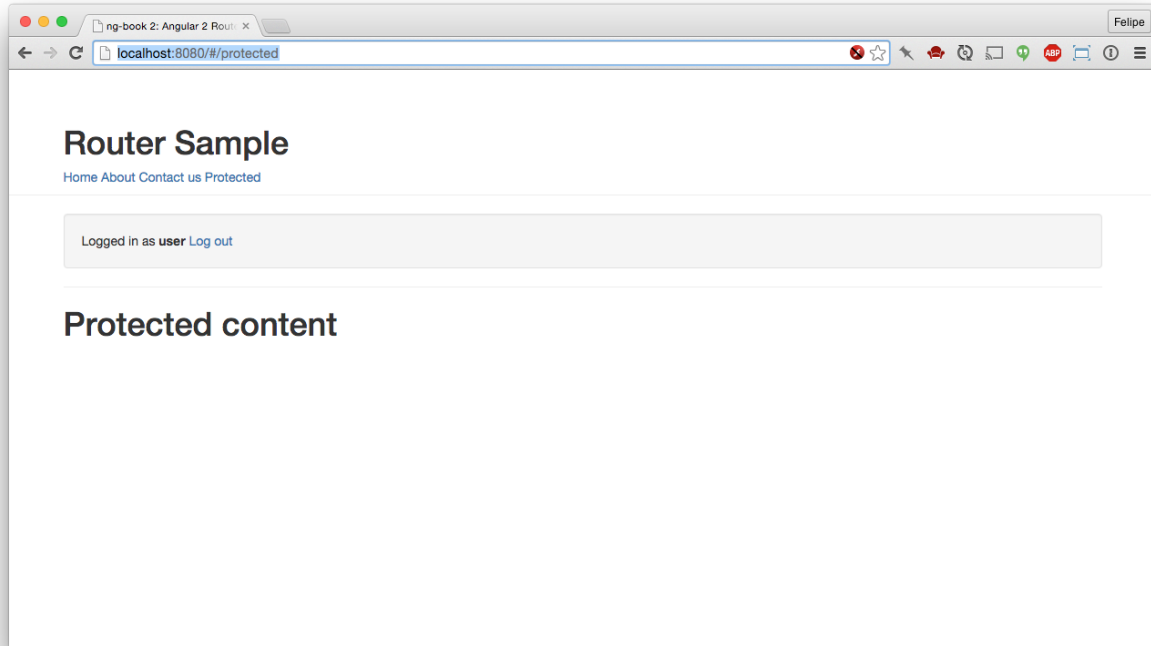 ng-book 2: Angular 2 Rout
Felipe
localhost:8080/#/protected
ABP
Router Sample
Home About Contact us Protected
Logged in as user Log out
Protected content